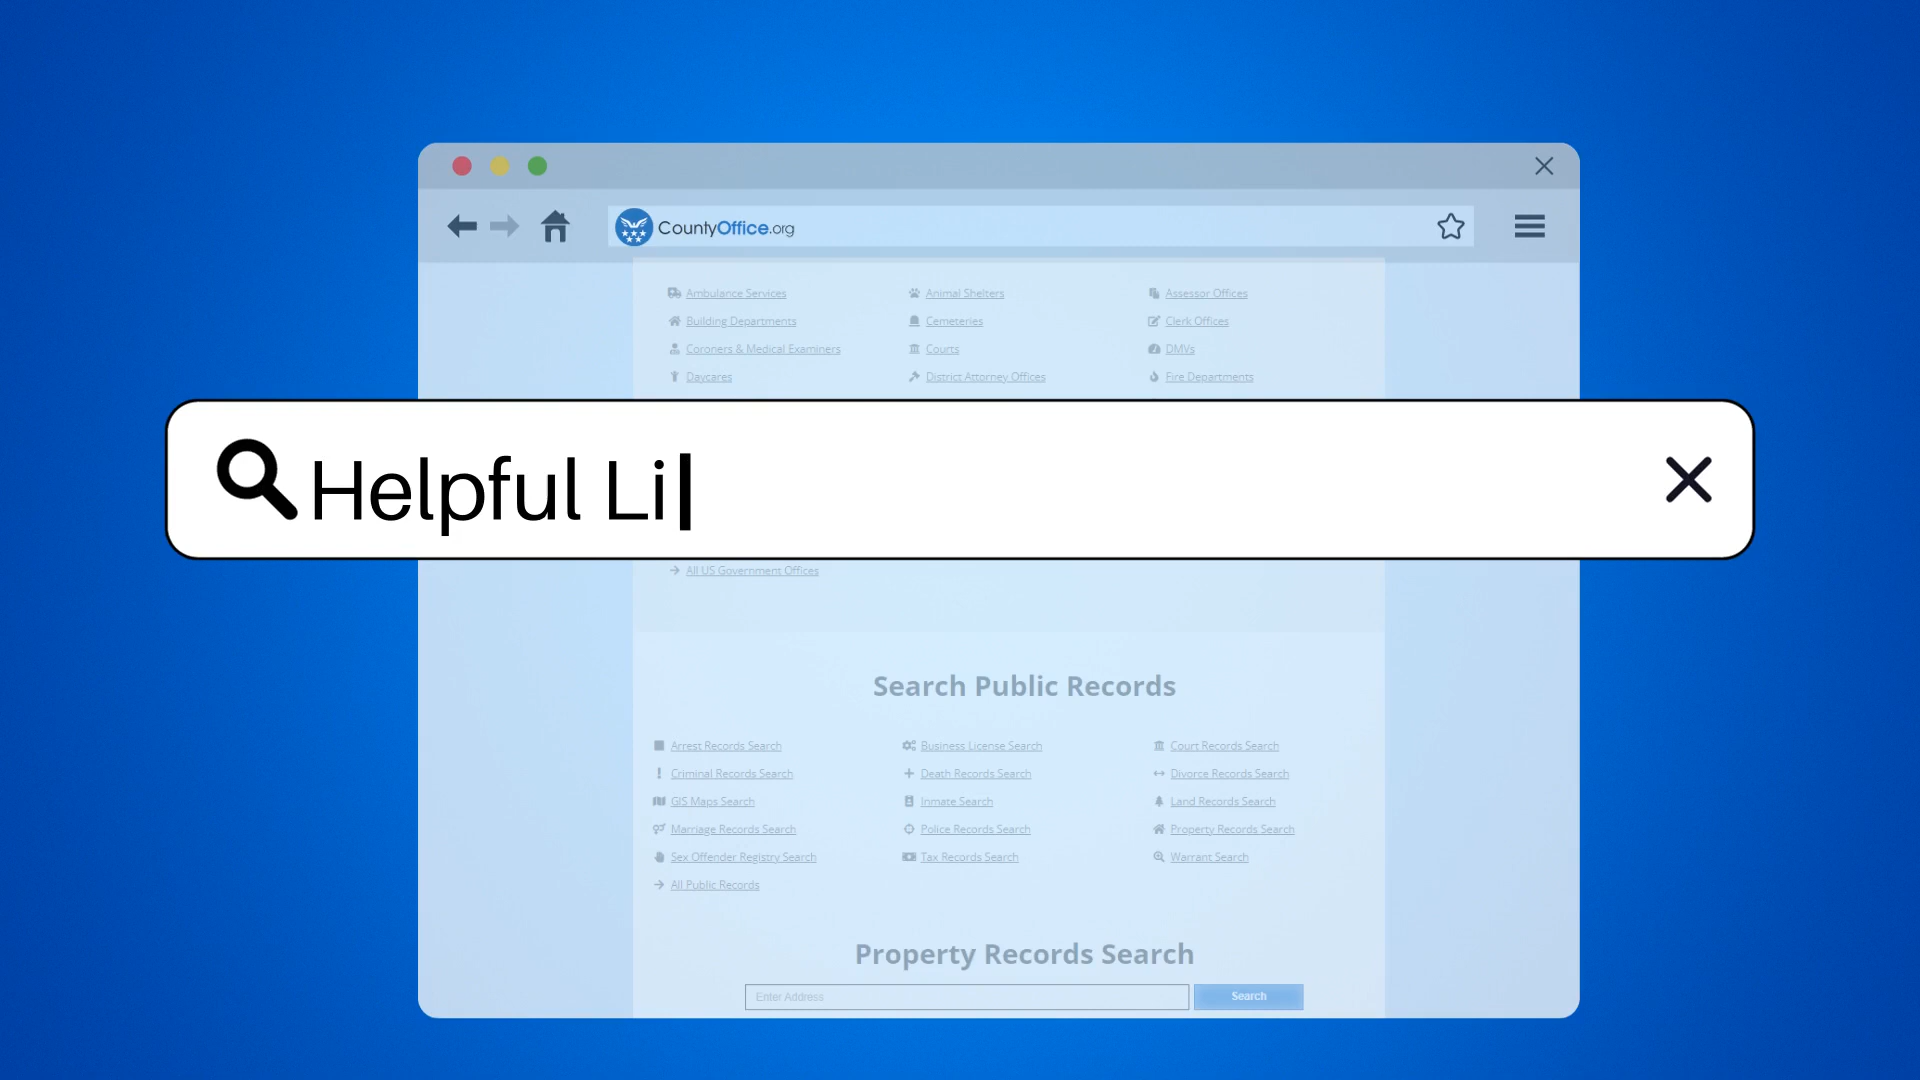 CountyOffice.org
Ambulance Services Animal Shelters Assessor Offices
Building Departments Cemeteries Clerk Offices
Coroners & Medical Examiners Courts DMVs
Daycares District Attorney Offices Fire Departments
Helpful Li
All US Government Offices
Search Public Records
Arrest Records Search Business License Search Court Records Search
Criminal Records Search Death Records Search Divorce Records Search
GIS Maps Search Inmate Search Land Records Search
Marriage Records Search Police Records Search Property Records Search
Sex Offender Registry Search Tax Records Search Warrant Search
All Public Records
Property Records Search
Enter Address Search